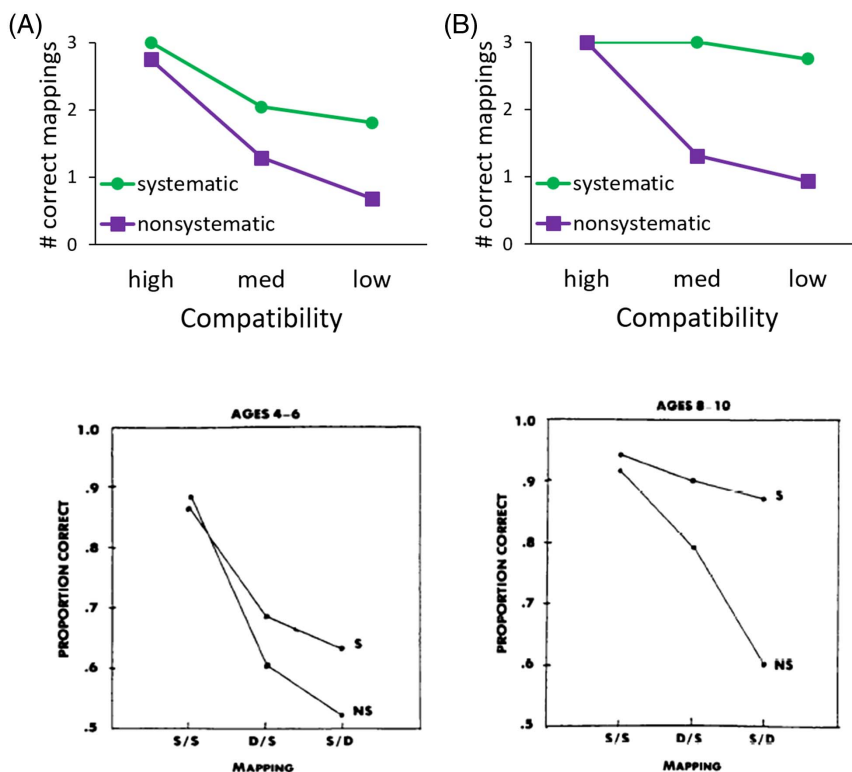 (A)
# correct mappings
3
2
1
0
systematic
nonsystematic
high med low
Compatibility
(B)
# correct mappings
3
2
1
0
systematic
nonsystematic
high med low
Compatibility
AGES 4–6
PROPORTION CORRECT
1.0
.9
.8
.7
.6
.5
S
NS
S/S D/S S/D
MAPPING
AGES 8–10
PROPORTION CORRECT
1.0
.9
.8
.7
.6
.5
S
NS
S/S D/S S/D
MAPPING